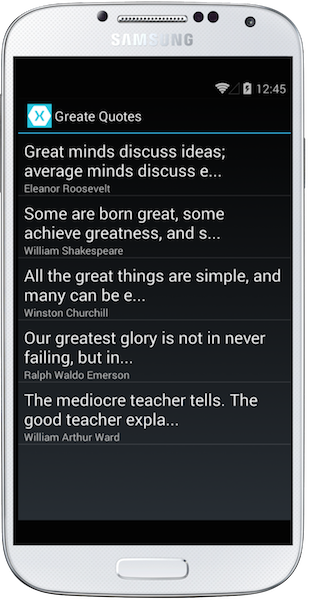 SAMSUNG
12:45
Greate Quotes
Great minds discuss ideas;
average minds discuss e...
Eleanor Roosevelt
Some are born great, some
achieve greatness, and s...
William Shakespeare
All the great things are simple, and
many can be e...
Winston Churchill
Our greatest glory is not in never
failing, but in...
Ralph Waldo Emerson
The mediocre teacher tells. The
good teacher expla...
William Arthur Ward